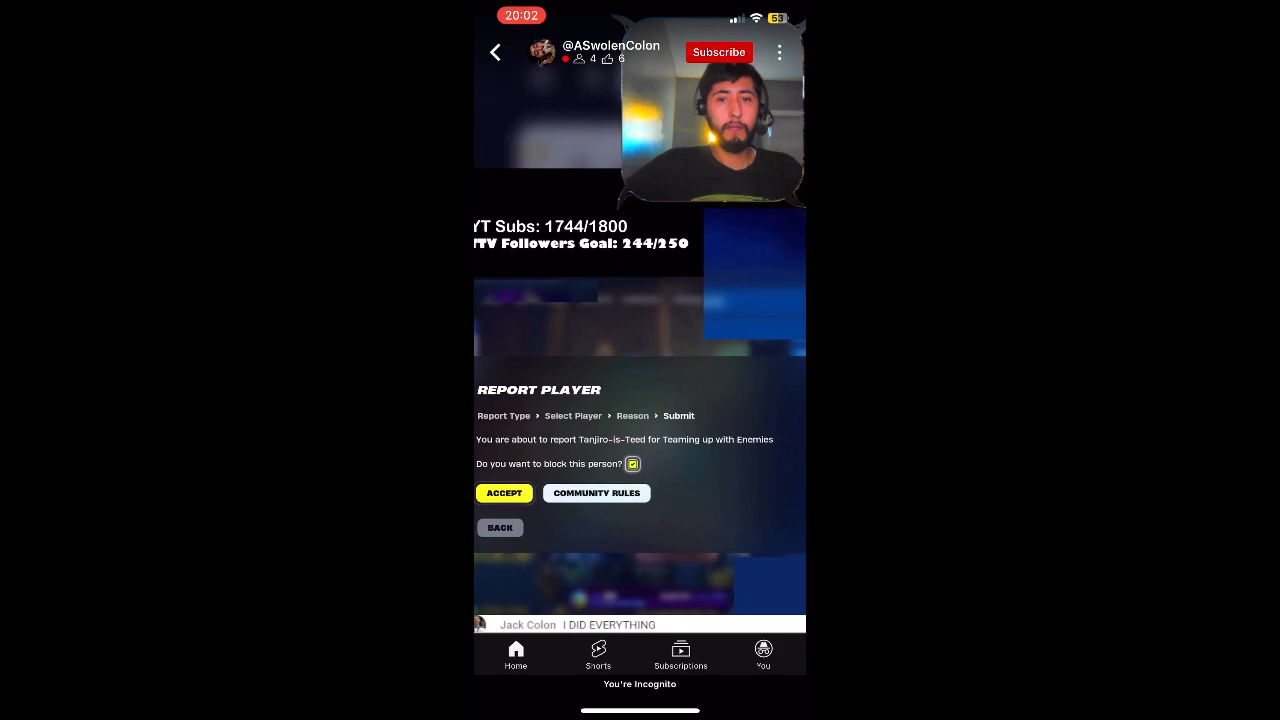 20:02
53
@ASwolenColon
4 6
Subscribe
YT Subs: 1744/1800
TTV Followers Goal: 244/250
REPORT PLAYER
Report Type › Select Player › Reason › Submit
You are about to report Tanjiro-is-Teed for Teaming up with Enemies
Do you want to block this person?
ACCEPT
COMMUNITY RULES
BACK
Jack Colon I DID EVERYTHING
Home
Shorts
Subscriptions
You
You're Incognito